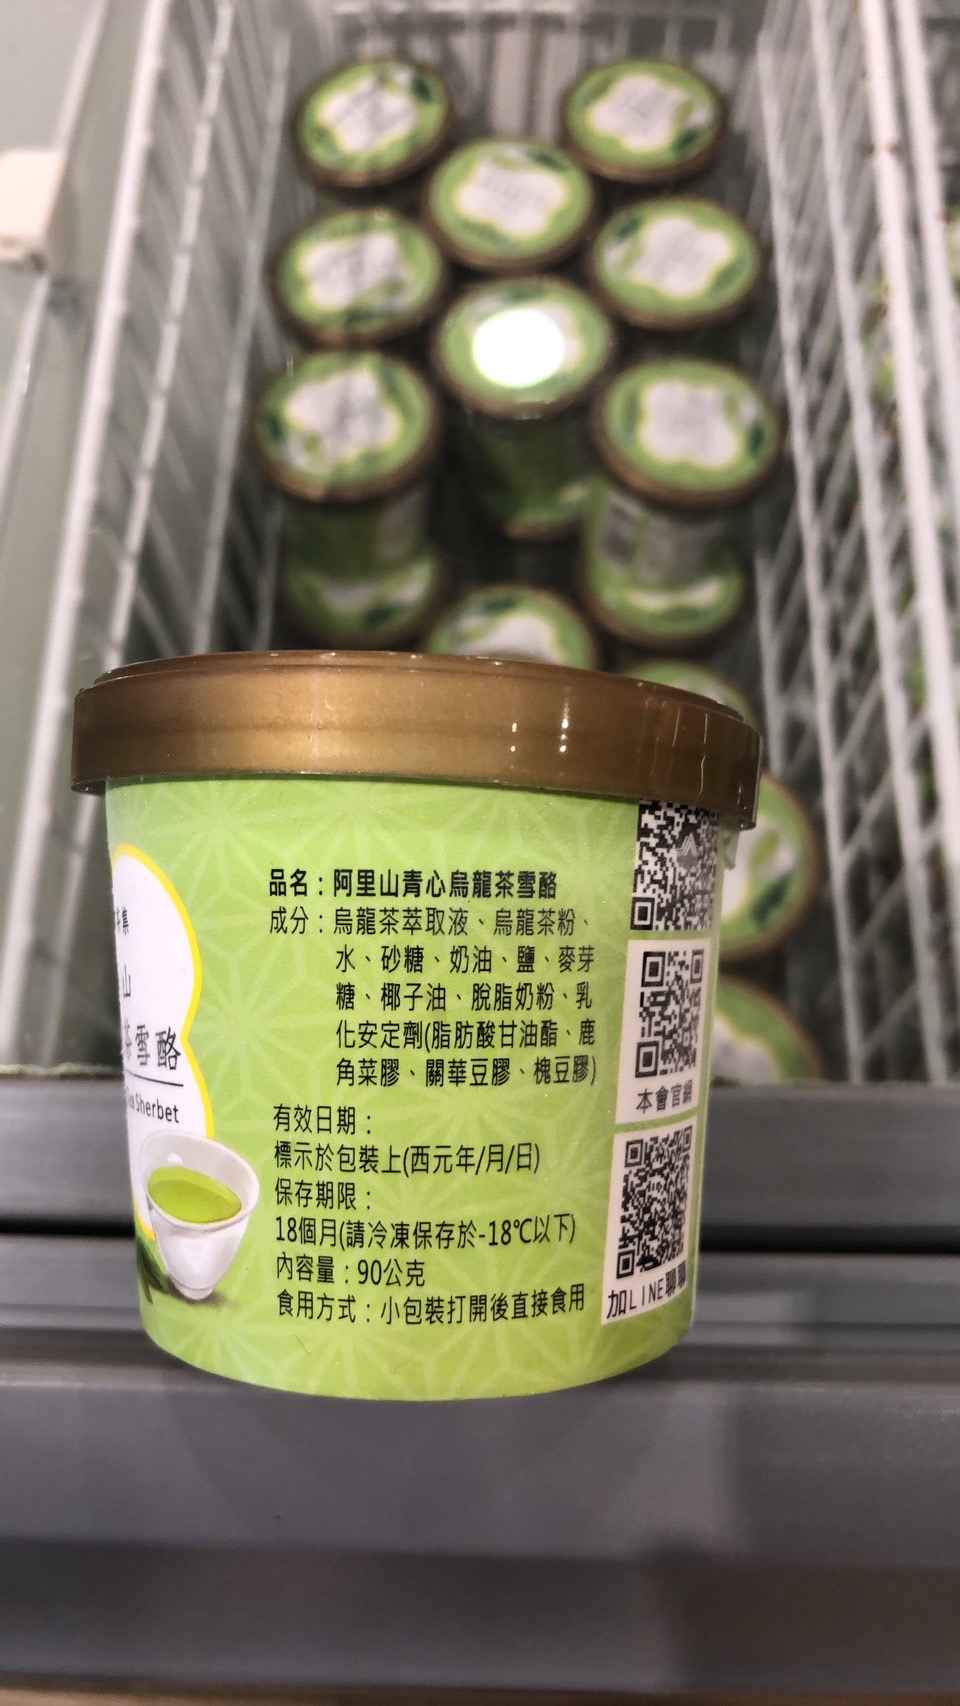 茶集
山
茶雪酪
Tea Sherbet
品名：阿里山青心烏龍茶雪酪
成分：烏龍茶萃取液、烏龍茶粉、
水、砂糖、奶油、鹽、麥芽
糖、椰子油、脫脂奶粉、乳
化安定劑(脂肪酸甘油酯、鹿
角菜膠、關華豆膠、槐豆膠)
有效日期：
標示於包裝上(西元年/月/日)
保存期限：
18個月(請冷凍保存於-18℃以下)
內容量：90公克
食用方式：小包裝打開後直接食用
本會官網
加LINE聊聊